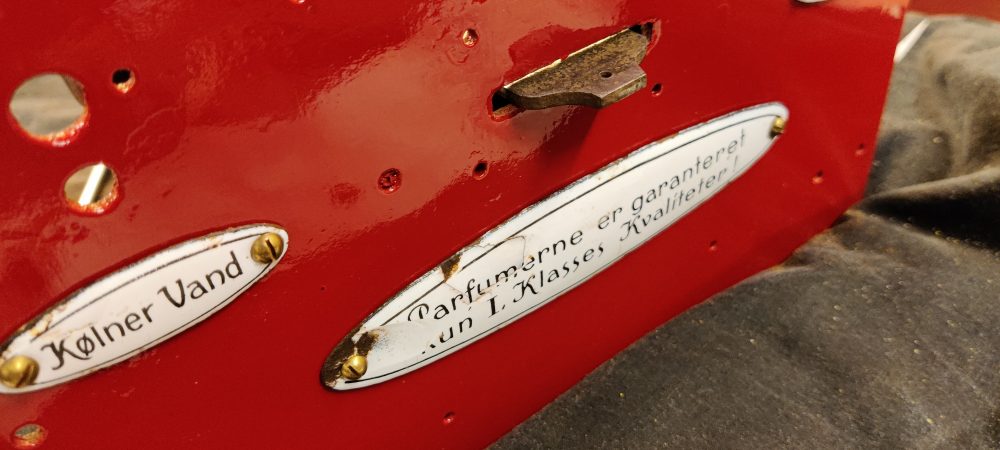 Kølner Vand
Parfumerne er garanteret
kun I. Klasses Kvaliteter!